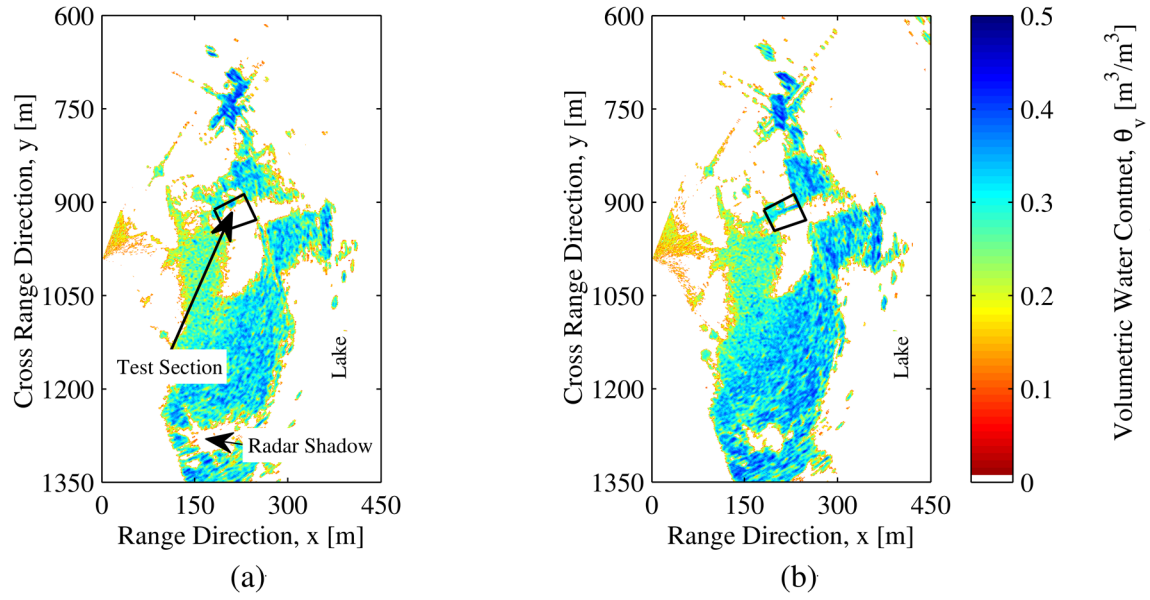 600
750
900
1050
1200
1350
Cross Range Direction, y [m]
0
150
300
450
Range Direction, x [m]
Test Section
Radar Shadow
Lake
(a)
600
750
900
1050
1200
1350
Cross Range Direction, y [m]
0
150
300
450
Range Direction, x [m]
Lake
(b)
0.5
0.4
0.3
0.2
0.1
0
Volumetric Water Contnet, θv [m³/m³]